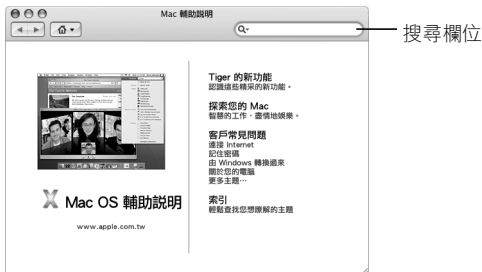 Mac 輔助說明
搜尋欄位
Tiger 的新功能
認識這些精采的新功能。
探索您的 Mac
智慧的工作,盡情地娛樂。
客戶常見問題
連接 Internet
記住密碼
由 Windows 轉換過來
關於您的電腦
更多主題…
索引
輕鬆查找您想瞭解的主題
Mac OS 輔助說明
www.apple.com.tw